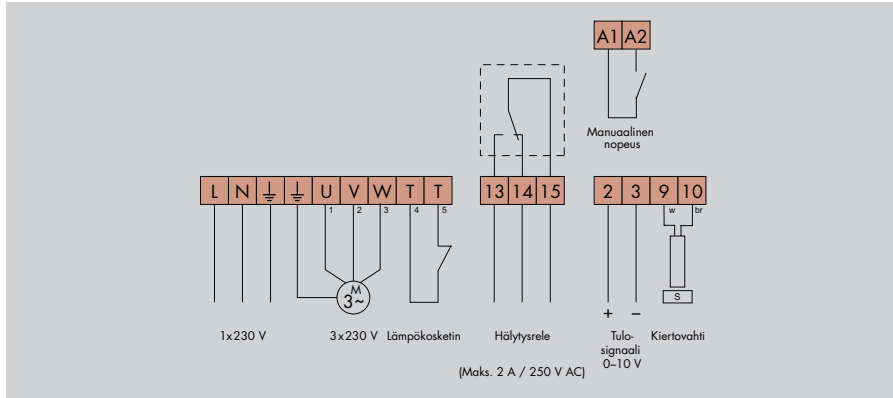 A1 A2
Manuaalinen
nopeus
L N U V W T T
1 2 3 4 5
13 14 15
2 3 9 10
w br
M
3~
S
+ –
1x230 V
3x230 V
Lämpökosketin
Hälytysrele
(Maks. 2 A / 250 V AC)
Tulo-
signaali
0–10 V
Kiertovahti